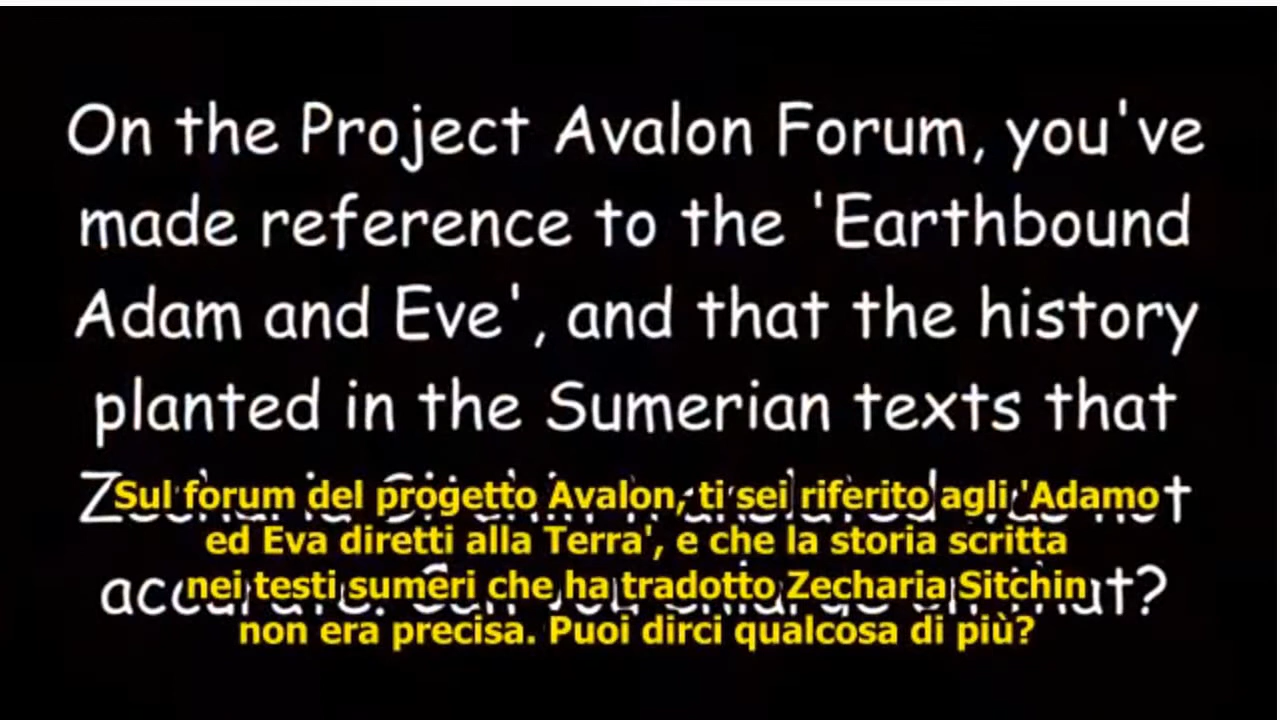 On the Project Avalon Forum, you've
made reference to the 'Earthbound
Adam and Eve', and that the history
planted in the Sumerian texts that
Sul forum del progetto Avalon, ti sei riferito agli 'Adamo
ed Eva diretti alla Terra', e che la storia scritta
nei testi sumeri che ha tradotto Zecharia Sitchin
non era precisa. Puoi dirci qualcosa di più?